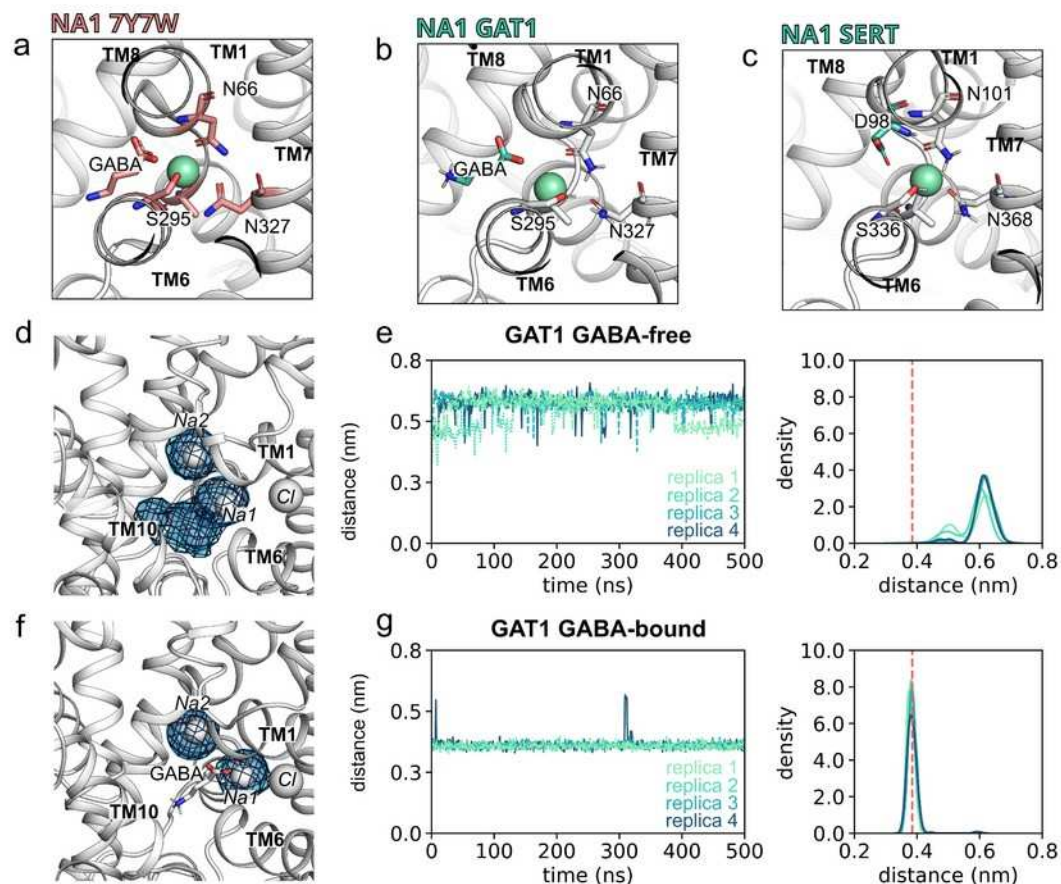 NA1 7Y7W
NA1 GAT1
NA1 SERT
a
TM8
TM1
N66
GABA
TM7
S295
N327
TM6
b
TM8
TM1
N66
GABA
TM7
S295
N327
TM6
c
TM8
TM1
N101
D98
TM7
S336
N368
TM6
d
Na2
TM1
Na1
Cl
TM10
TM6
e
GAT1 GABA-free
distance (nm)
0.8
0.5
0.3
0.0
replica 1
replica 2
replica 3
replica 4
0 100 200 300 400 500
time (ns)
density
10.0
8.0
6.0
4.0
2.0
0.0
0.2 0.4 0.6 0.8
distance (nm)
f
Na2
TM1
GABA
Na1
Cl
TM10
TM6
g
GAT1 GABA-bound
distance (nm)
0.8
0.5
0.3
0.0
replica 1
replica 2
replica 3
replica 4
0 100 200 300 400 500
time (ns)
density
10.0
8.0
6.0
4.0
2.0
0.0
0.2 0.4 0.6 0.8
distance (nm)